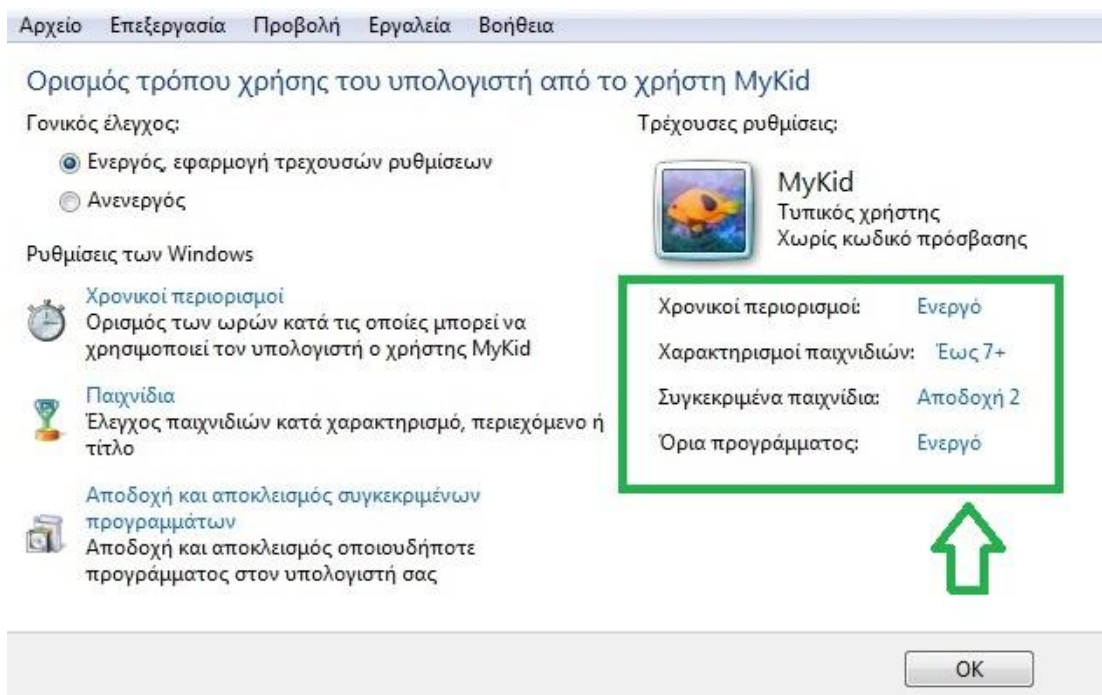 Αρχείο Επεξεργασία Προβολή Εργαλεία Βοήθεια
Ορισμός τρόπου χρήσης του υπολογιστή από το χρήστη MyKid
Γονικός έλεγχος:
Ενεργός, εφαρμογή τρεχουσών ρυθμίσεων
Ανενεργός
Ρυθμίσεις των Windows
Χρονικοί περιορισμοί
Ορισμός των ωρών κατά τις οποίες μπορεί να
χρησιμοποιεί τον υπολογιστή ο χρήστης MyKid
Παιχνίδια
Έλεγχος παιχνιδιών κατά χαρακτηρισμό, περιεχόμενο ή
τίτλο
Αποδοχή και αποκλεισμός συγκεκριμένων
προγραμμάτων
Αποδοχή και αποκλεισμός οποιουδήποτε
προγράμματος στον υπολογιστή σας
Τρέχουσες ρυθμίσεις:
MyKid
Τυπικός χρήστης
Χωρίς κωδικό πρόσβασης
Χρονικοί περιορισμοί: Ενεργό
Χαρακτηρισμοί παιχνιδιών: Έως 7+
Συγκεκριμένα παιχνίδια: Αποδοχή 2
Όρια προγράμματος: Ενεργό
OK